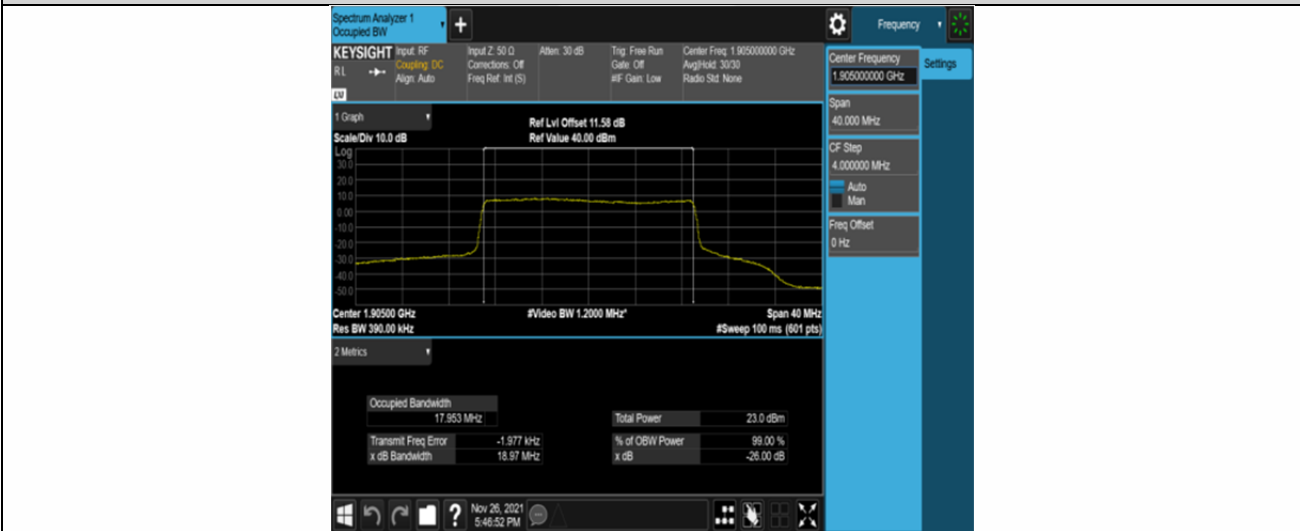 Spectrum Analyzer 1
Occupied BW
+
Frequency
KEYSIGHT Input: RF Input Z: 50 Ω Atten: 30 dB Trig: Free Run Center Freq: 1.905000000 GHz
R L Coupling: DC Corrections: Off Gate: Off Avg|Hold: 30/30
Align: Auto Freq Ref: Int (S) #IF Gain: Low Radio Std: None
Center Frequency
1.905000000 GHz
Settings
Span
40.000 MHz
CF Step
4.000000 MHz
Auto
Man
Freq Offset
0 Hz
1 Graph
Ref Lvl Offset 11.58 dB
Scale/Div 10.0 dB Ref Value 40.00 dBm
Log
30.0
20.0
10.0
0.00
-10.0
-20.0
-30.0
-40.0
-50.0
Center 1.90500 GHz #Video BW 1.2000 MHz* Span 40 MHz
Res BW 390.00 kHz #Sweep 100 ms (601 pts)
2 Metrics
Occupied Bandwidth
17.953 MHz Total Power 23.0 dBm
Transmit Freq Error -1.977 kHz % of OBW Power 99.00 %
x dB Bandwidth 18.97 MHz x dB -26.00 dB
? Nov 26, 2021
5:46:52 PM